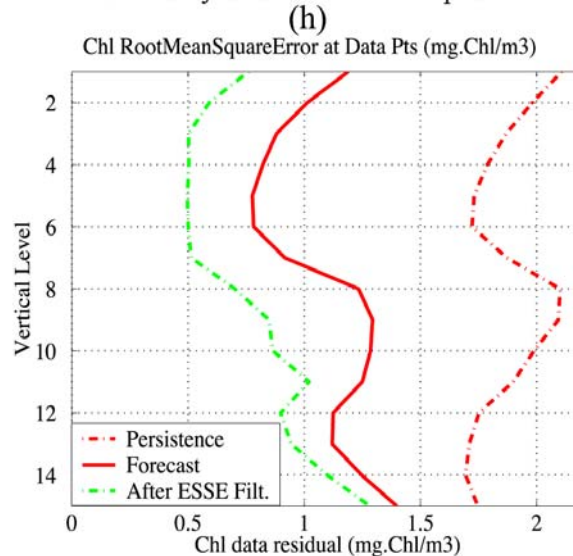 (h)
Chl RootMeanSquareError at Data Pts (mg.Chl/m3)
2
4
6
8
10
12
14
Vertical Level
Persistence
Forecast
After ESSE Filt.
0
0.5
1
1.5
2
Chl data residual (mg.Chl/m3)